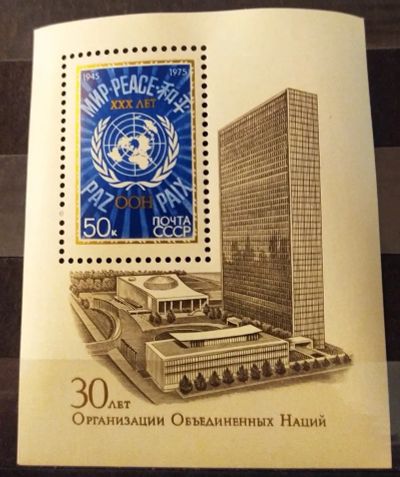 1945 1975
МИР·PEACE·和平
XXX ЛЕТ
PAZ ООН PAIX
50к ПОЧТА
СССР
30 ЛЕТ
ОРГАНИЗАЦИИ ОБЪЕДИНЕННЫХ НАЦИЙ